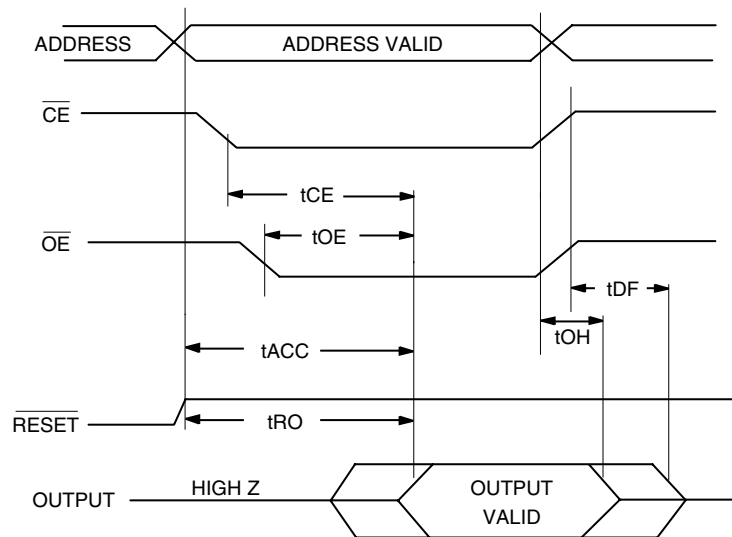 ADDRESS
ADDRESS VALID
CE
tCE
OE
tOE
tDF
tOH
tACC
RESET
tRO
OUTPUT
HIGH Z
OUTPUT
VALID